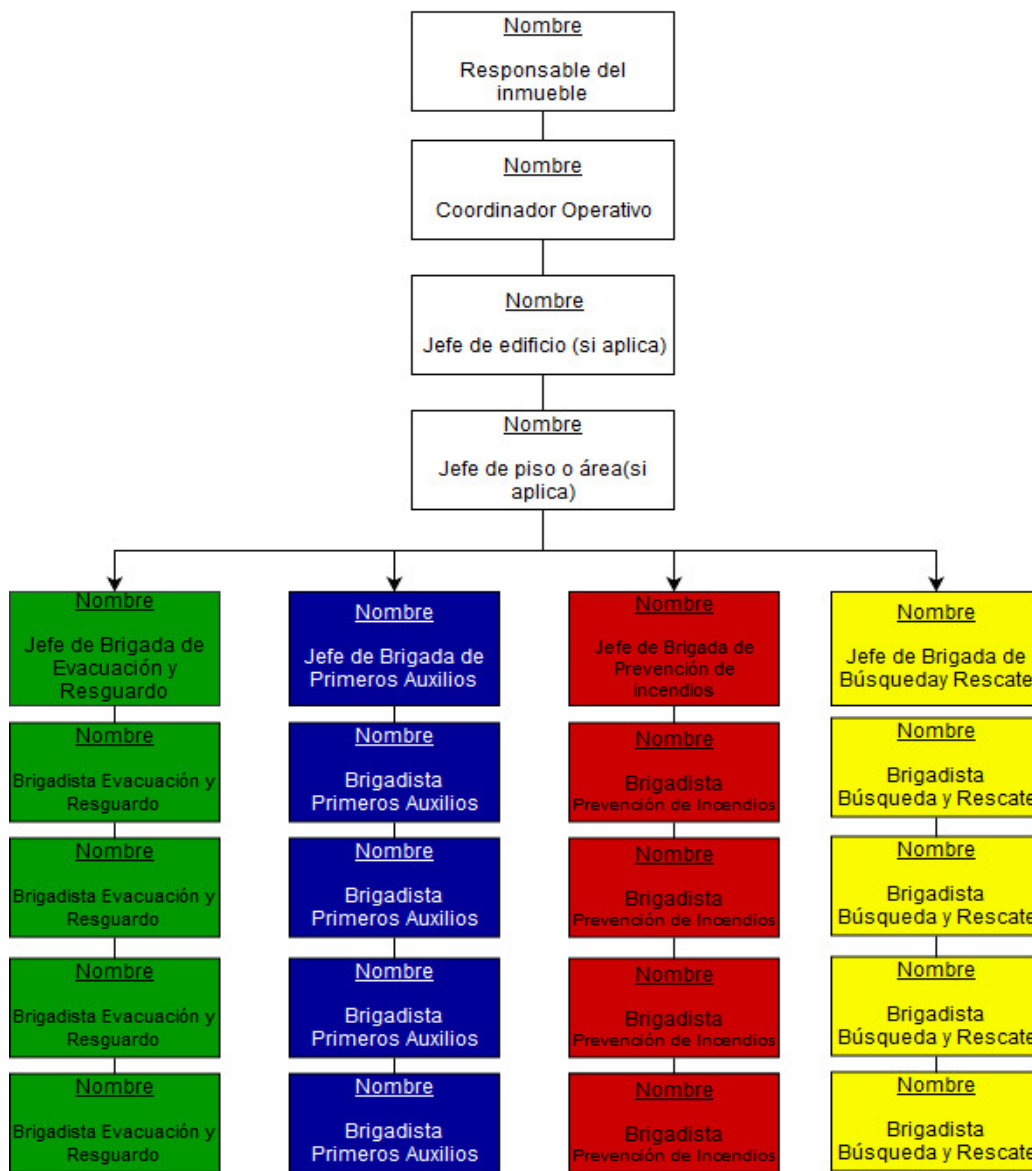 Nombre
Responsable del
inmueble
Nombre
Coordinador Operativo
Nombre
Jefe de edificio (si aplica)
Nombre
Jefe de piso o área(si
aplica)
Nombre
Jefe de Brigada de
Evacuación y
Resguardo
Nombre
Brigadista Evacuación y
Resguardo
Nombre
Brigadista Evacuación y
Resguardo
Nombre
Brigadista Evacuación y
Resguardo
Nombre
Brigadista Evacuación y
Resguardo
Nombre
Jefe de Brigada de
Primeros Auxilios
Nombre
Brigadista
Primeros Auxilios
Nombre
Brigadista
Primeros Auxilios
Nombre
Brigadista
Primeros Auxilios
Nombre
Brigadista
Primeros Auxilios
Nombre
Jefe de Brigada de
Prevención de
incendios
Nombre
Brigadista
Prevención de Incendios
Nombre
Brigadista
Prevención de Incendios
Nombre
Brigadista
Prevención de Incendios
Nombre
Brigadista
Prevención de Incendios
Nombre
Jefe de Brigada de
Búsqueday Rescate
Nombre
Brigadista
Búsqueda y Rescate
Nombre
Brigadista
Búsqueda y Rescate
Nombre
Brigadista
Búsqueda y Rescate
Nombre
Brigadista
Búsqueda y Rescate